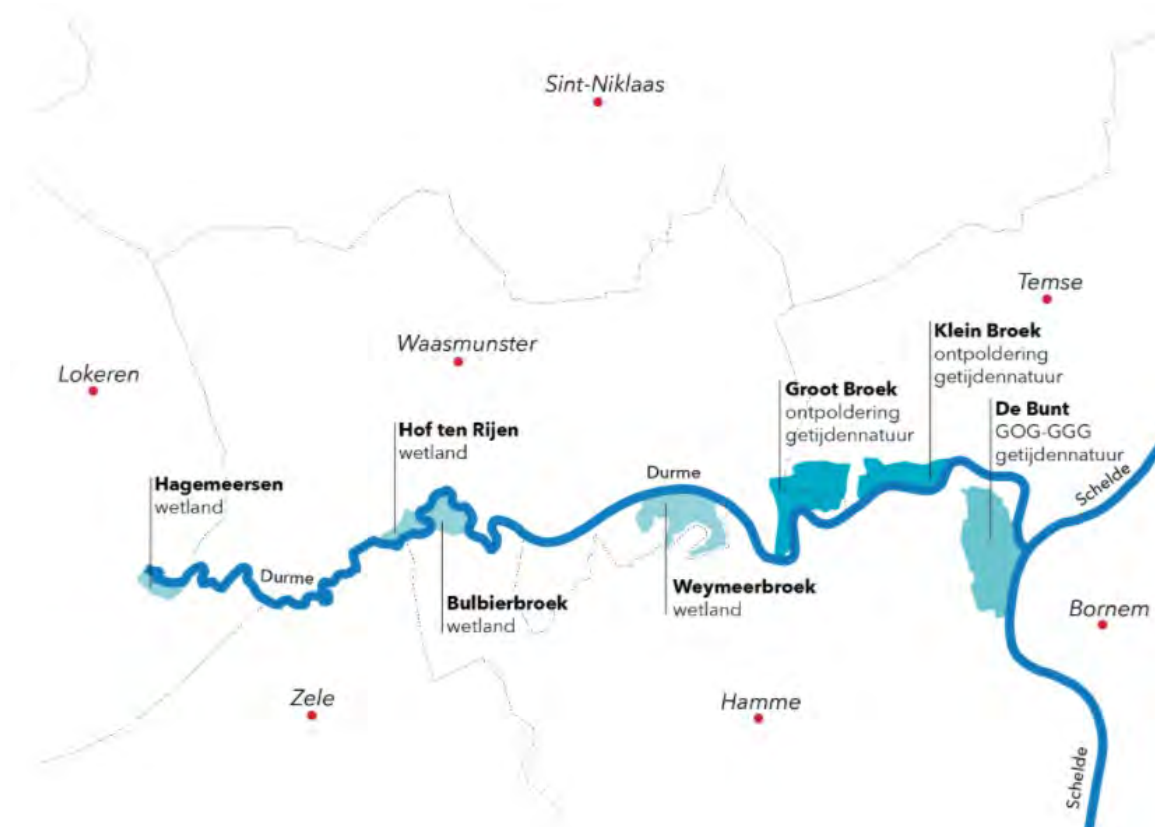 Sint-Niklaas
Temse
Klein Broek
ontpoldering
getijdennatuur
Waasmunster
Lokeren
Groot Broek
ontpoldering
getijdennatuur
De Bunt
GOG-GGG
getijdennatuur
Hof ten Rijen
wetland
Durme
Schelde
Hagemeersen
wetland
Durme
Weymeerbroek
wetland
Bulbierbroek
wetland
Bornem
Zele
Hamme
Schelde